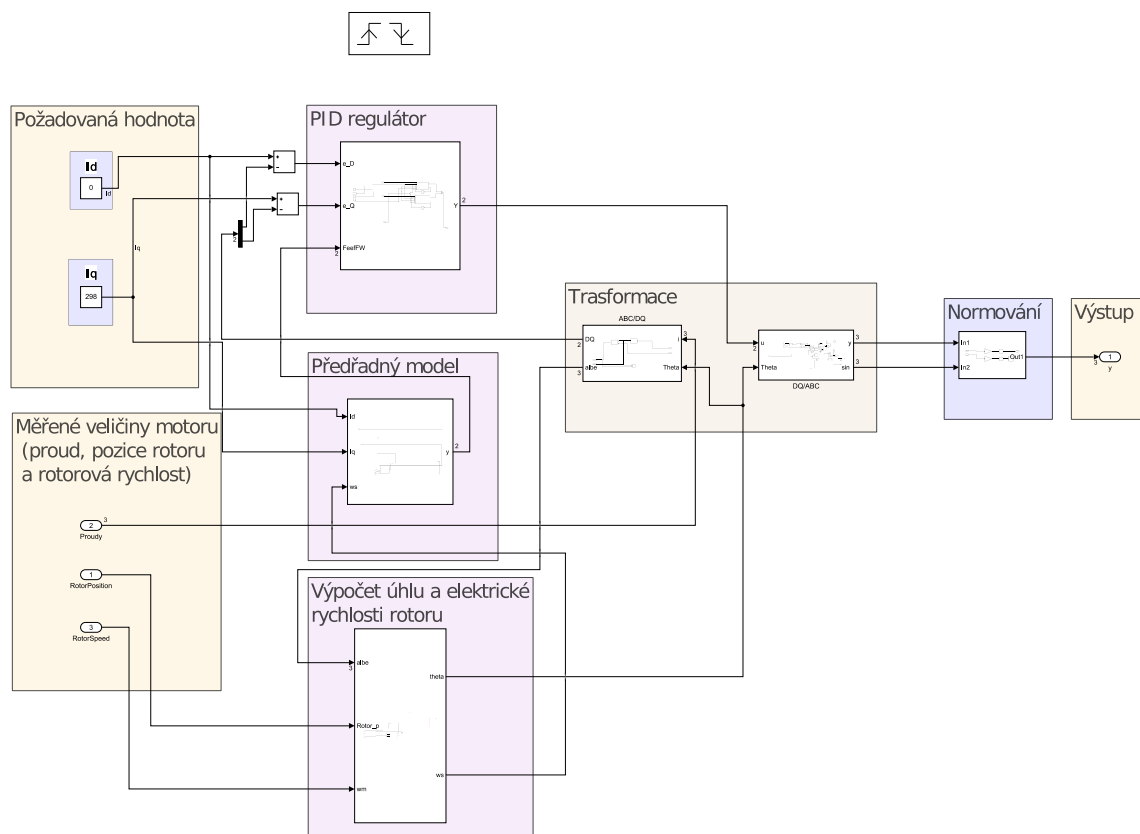 Požadovaná hodnota
Id
0
Id
Iq
Iq
298
+
−
+
−
2
PID regulátor
e_D
e_Q
FeefFW
2
Y
2
Předřadný model
Id
Iq
ws
y
2
Měřené veličiny motoru
(proud, pozice rotoru
a rotorová rychlost)
2
3
Proudy
1
RotorPosition
3
RotorSpeed
Výpočet úhlu a elektrické
rychlosti rotoru
albe
3
Rotor_p
wm
theta
ws
Trasformace
ABC/DQ
DQ
2
albe
3
i
3
Theta
u
2
Theta
y
3
sin
3
DQ/ABC
Normování
In1
In2
Out1
Výstup
1
3
y